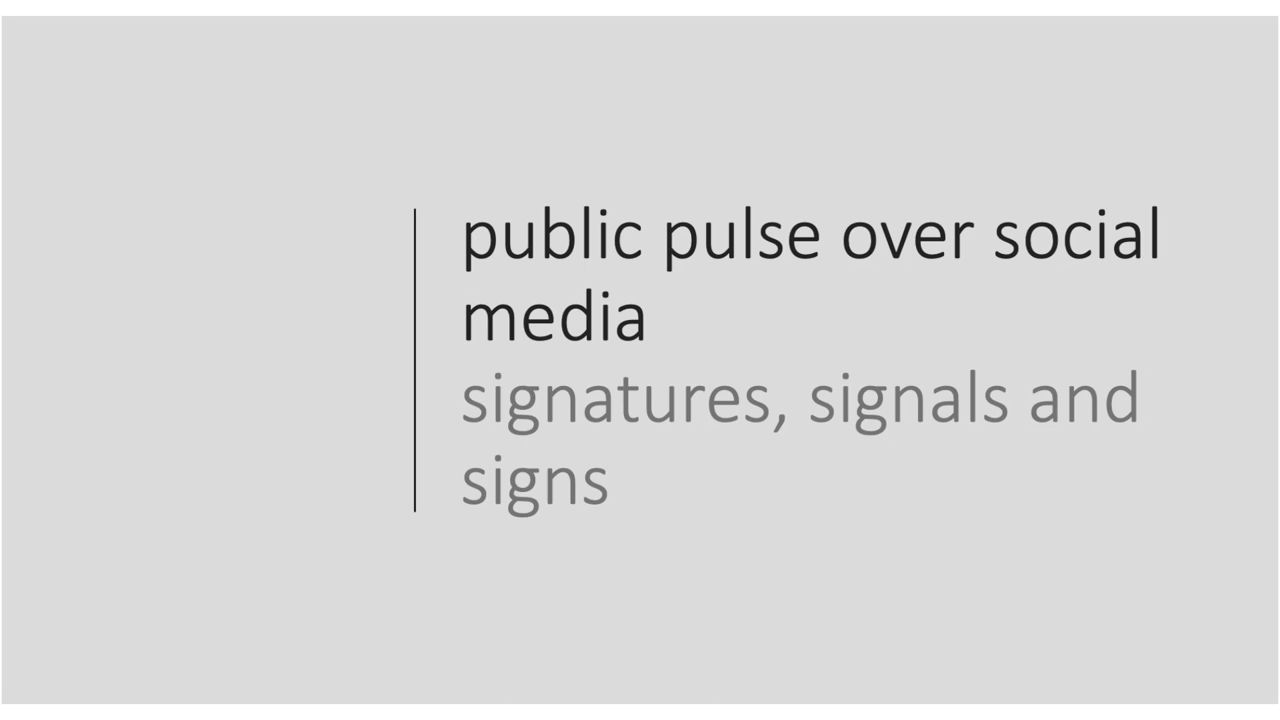 public pulse over social
media
signatures, signals and
signs